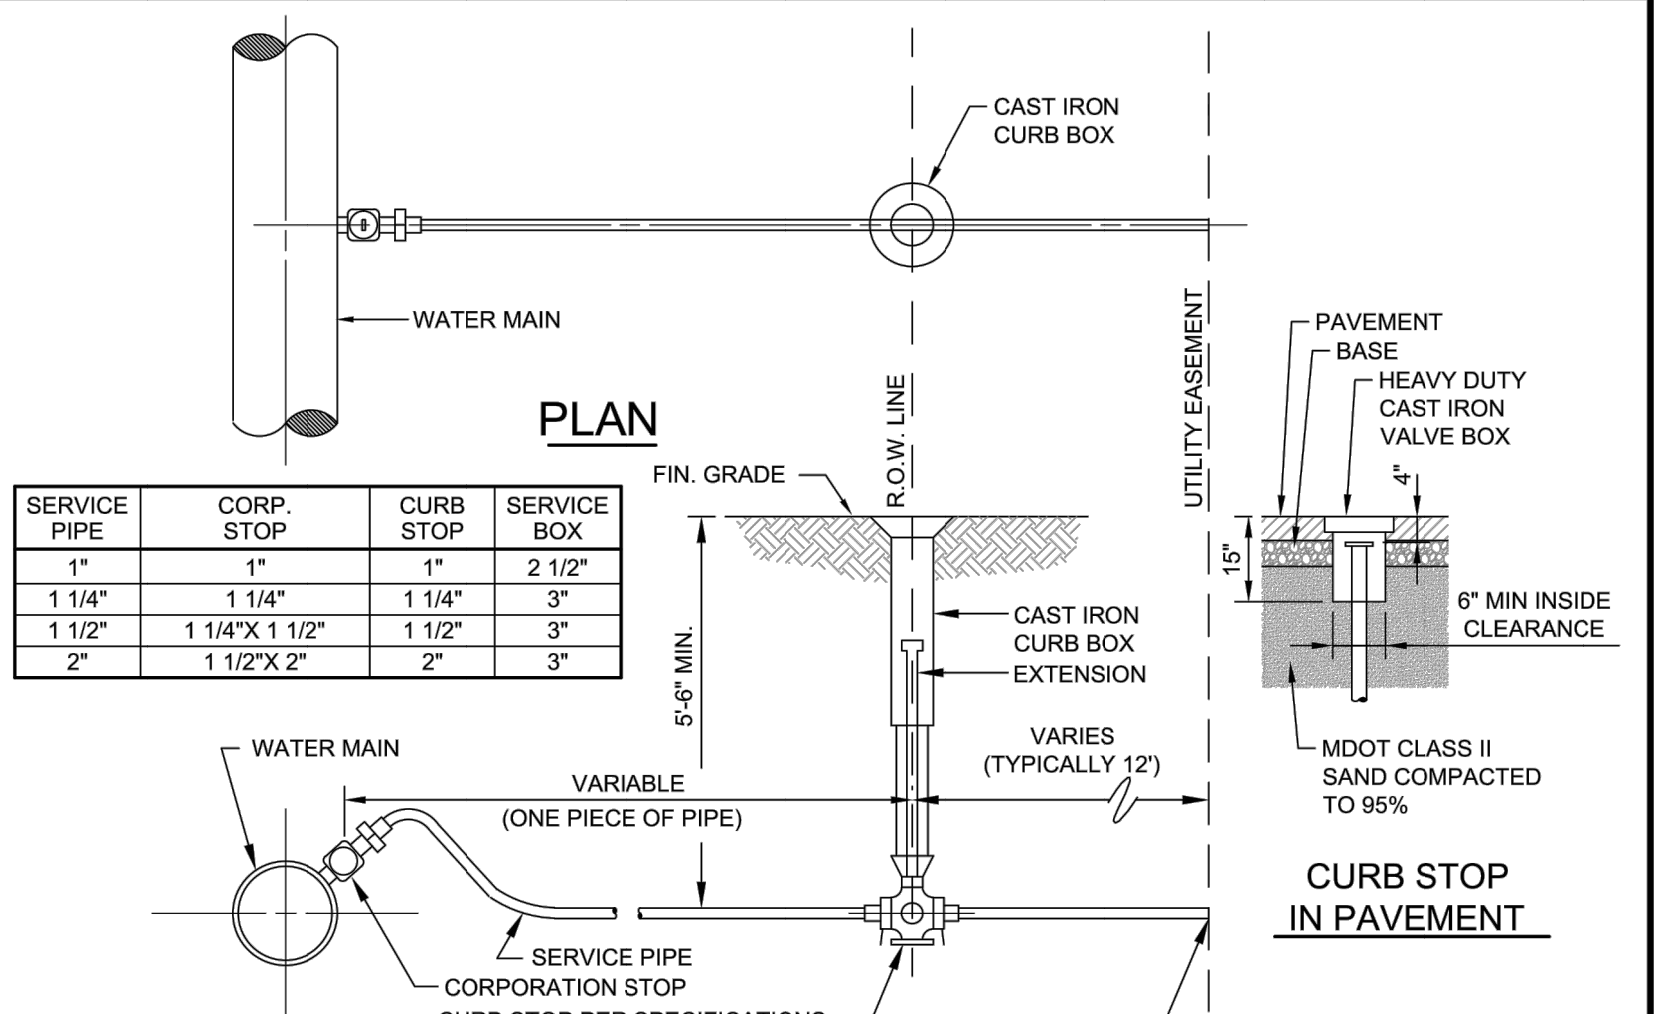 CAST IRON
CURB BOX
WATER MAIN
PLAN
R.O.W. LINE
UTILITY EASEMENT
PAVEMENT
BASE
HEAVY DUTY
CAST IRON
VALVE BOX
4"
15"
6" MIN INSIDE
CLEARANCE
MDOT CLASS II
SAND COMPACTED
TO 95%
CURB STOP
IN PAVEMENT
SERVICE PIPE CORP. STOP CURB STOP SERVICE BOX
1" 1" 1" 2 1/2"
1 1/4" 1 1/4" 1 1/4" 3"
1 1/2" 1 1/4"X 1 1/2" 1 1/2" 3"
2" 1 1/2"X 2" 2" 3"
FIN. GRADE
5'-6" MIN.
CAST IRON
CURB BOX
EXTENSION
VARIES
(TYPICALLY 12')
WATER MAIN
VARIABLE
(ONE PIECE OF PIPE)
SERVICE PIPE
CORPORATION STOP
CURB STOP PER SPECIFICATIONS